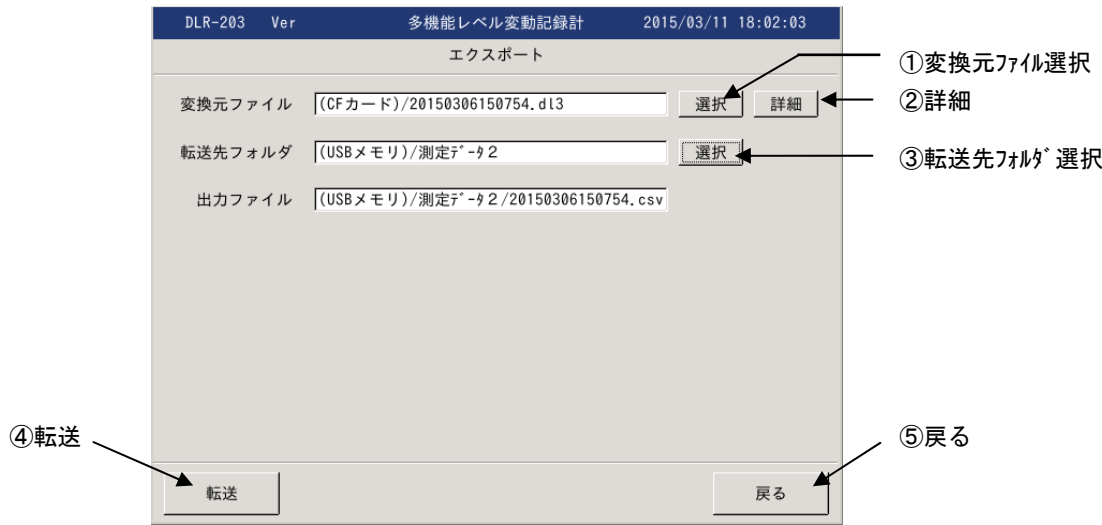 DLR-203 Ver 多機能レベル変動記録計 2015/03/11 18:02:03
エクスポート
①変換元ﾌｧｲﾙ選択
変換元ファイル (CFカード)/20150306150754.dl3 選択 詳細
②詳細
転送先フォルダ (USBメモリ)/測定ﾃﾞｰﾀ2 選択
③転送先ﾌｫﾙﾀﾞ選択
出力ファイル (USBメモリ)/測定ﾃﾞｰﾀ2/20150306150754.csv
④転送
⑤戻る
転送 戻る